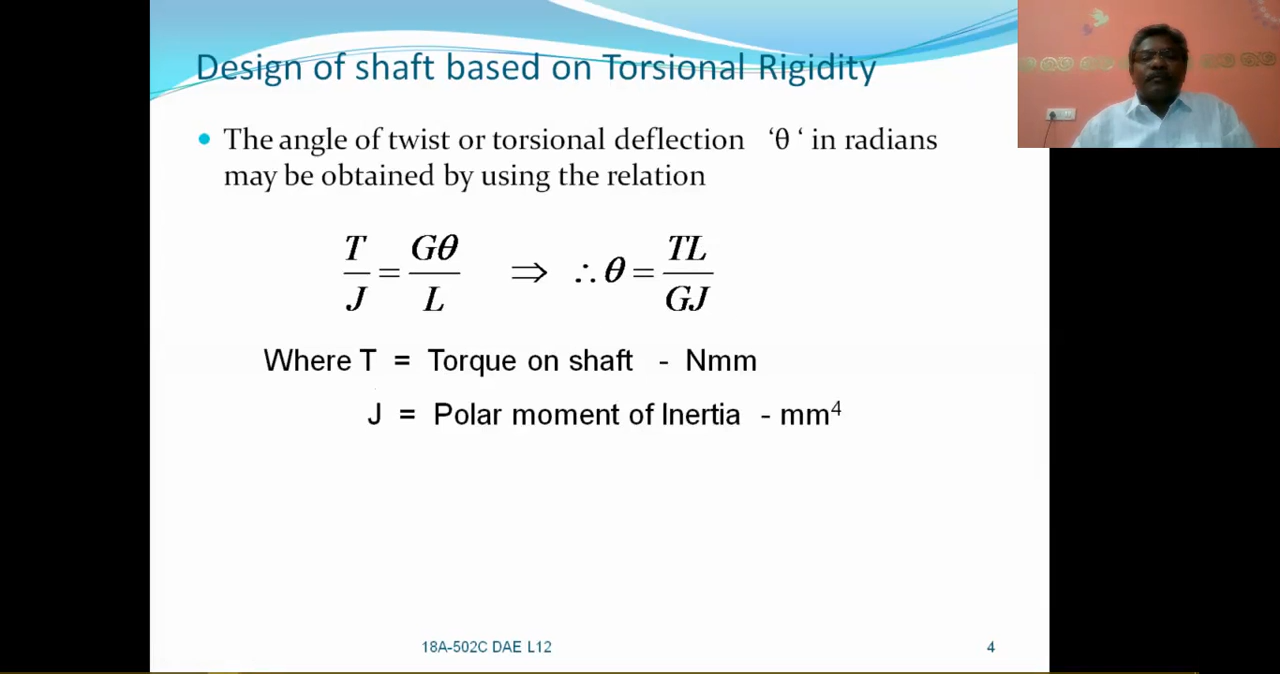 Design of shaft based on Torsional Rigidity
• The angle of twist or torsional deflection ‘θ ‘ in radians
may be obtained by using the relation
T/J = Gθ/L ⇒ ∴ θ = TL/GJ
Where T = Torque on shaft - Nmm
J = Polar moment of Inertia - mm⁴
18A-502C DAE L12
4